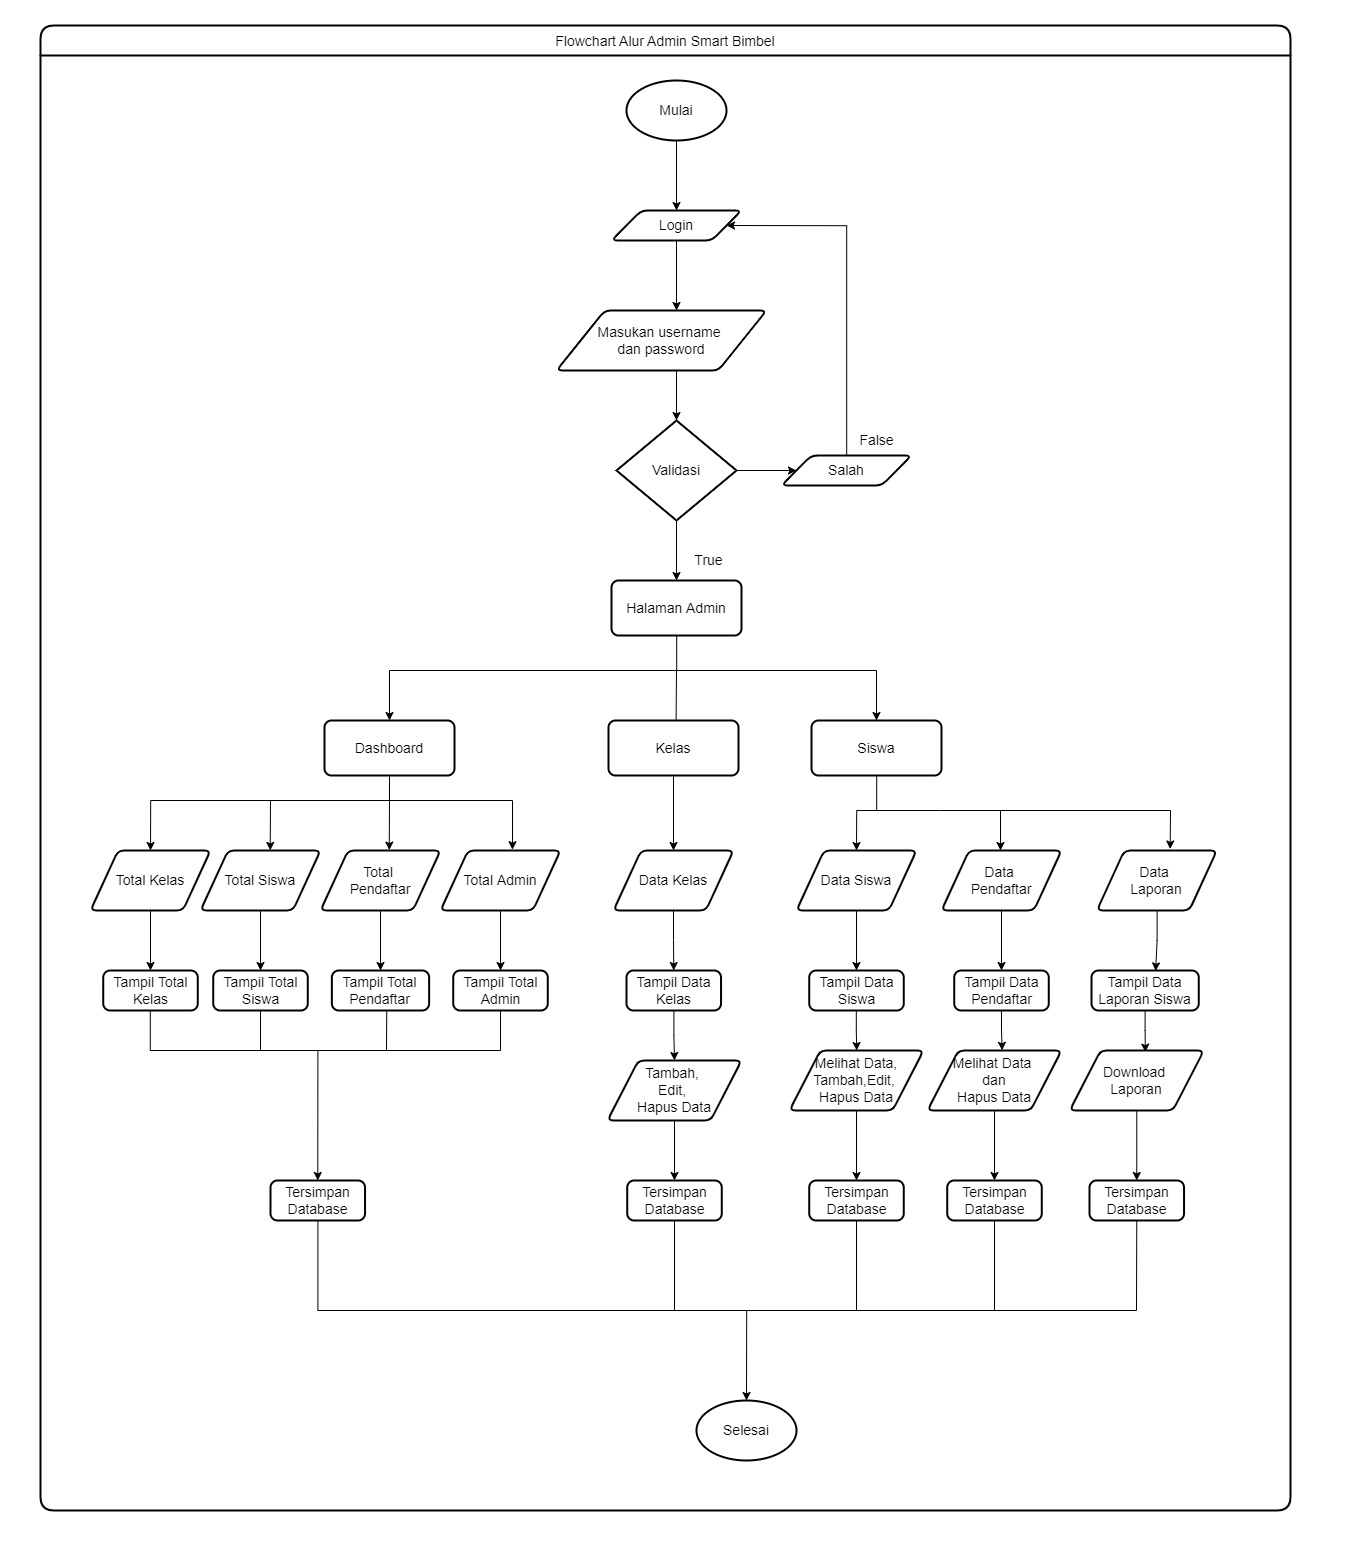 Flowchart Alur Admin Smart Bimbel
Mulai
Login
Masukan username
dan password
False
Validasi
Salah
True
Halaman Admin
Dashboard
Kelas
Siswa
Total Kelas
Total Siswa
Total
Pendaftar
Total Admin
Data Kelas
Data Siswa
Data
Pendaftar
Data
Laporan
Tampil Total
Kelas
Tampil Total
Siswa
Tampil Total
Pendaftar
Tampil Total
Admin
Tampil Data
Kelas
Tampil Data
Siswa
Tampil Data
Pendaftar
Tampil Data
Laporan Siswa
Tambah,
Edit,
Hapus Data
Melihat Data,
Tambah,Edit,
Hapus Data
Melihat Data
dan
Hapus Data
Download
Laporan
Tersimpan
Database
Tersimpan
Database
Tersimpan
Database
Tersimpan
Database
Tersimpan
Database
Selesai